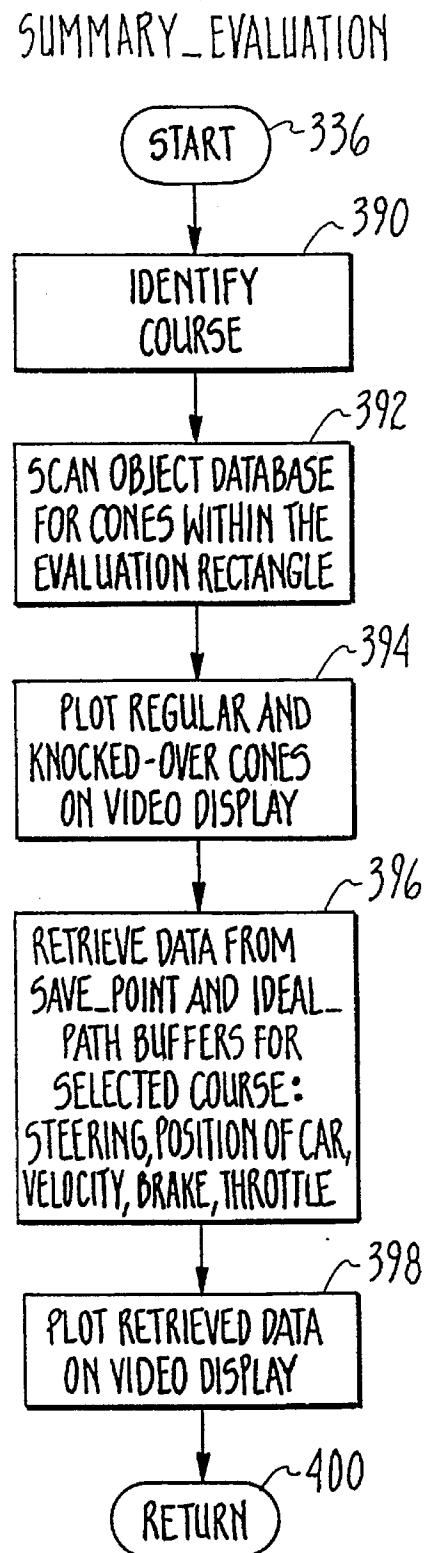 SUMMARY_EVALUATION
START
336
390
IDENTIFY
COURSE
392
SCAN OBJECT DATABASE
FOR CONES WITHIN THE
EVALUATION RECTANGLE
394
PLOT REGULAR AND
KNOCKED-OVER CONES
ON VIDEO DISPLAY
396
RETRIEVE DATA FROM
SAVE_POINT AND IDEAL_
PATH BUFFERS FOR
SELECTED COURSE:
STEERING, POSITION OF CAR,
VELOCITY, BRAKE, THROTTLE
398
PLOT RETRIEVED DATA
ON VIDEO DISPLAY
400
RETURN